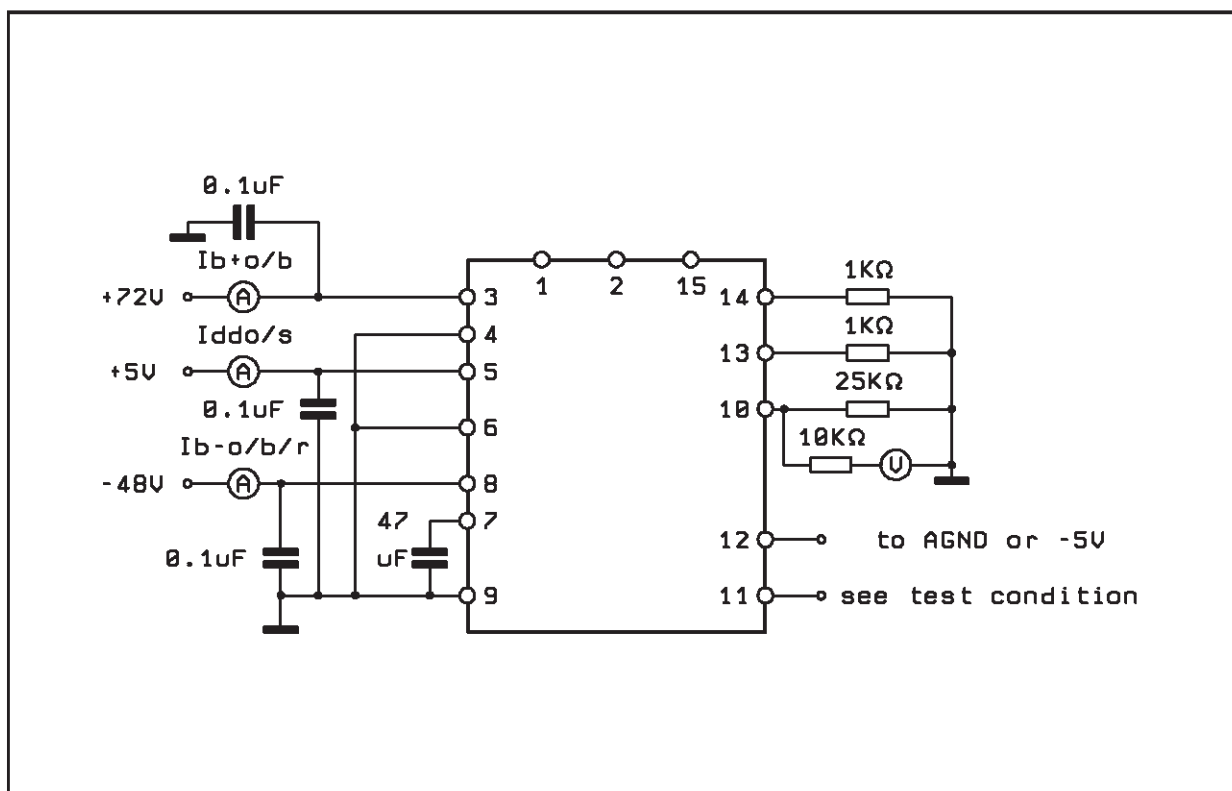 0.1uF
Ib+o/b
+72V
A
Iddo/s
+5V
A
0.1uF
Ib-o/b/r
-48V
A
0.1uF
47
uF
1
2
15
3
4
5
6
8
7
9
14
13
10
12
11
1KΩ
1KΩ
25KΩ
10KΩ
V
to AGND or -5V
see test condition